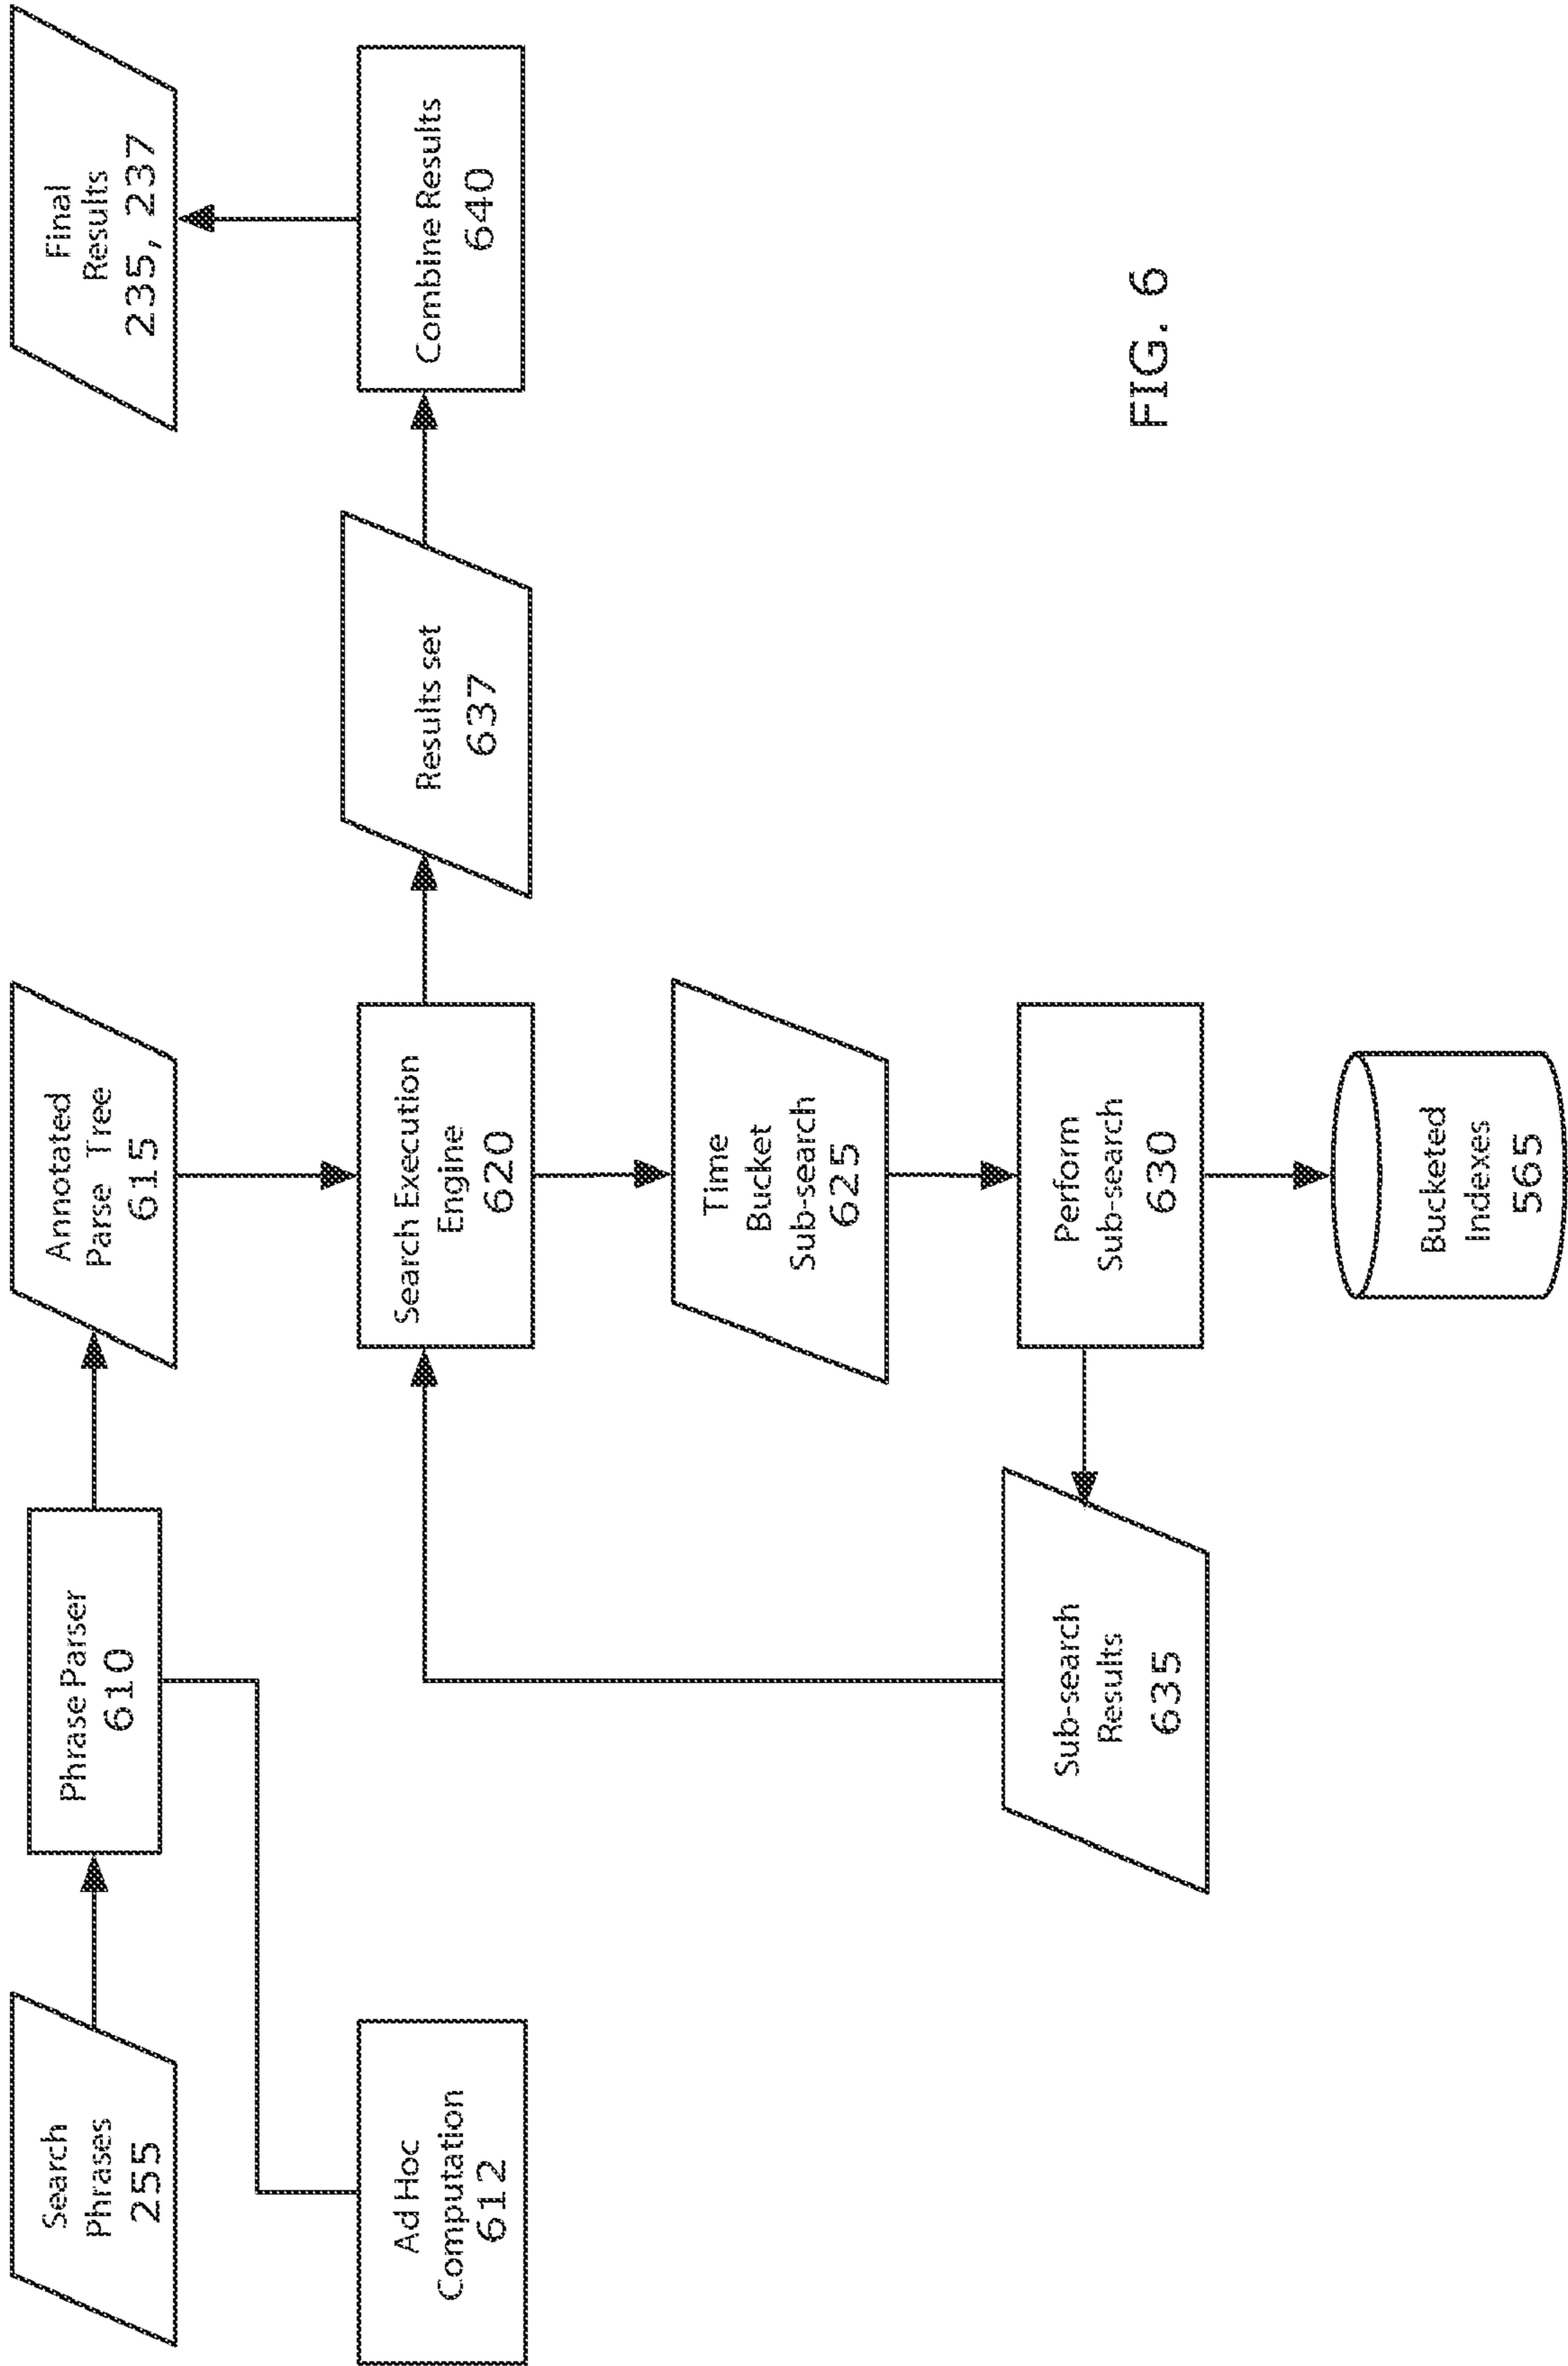 Search
Phrases
255
Phrase Parser
610
Annotated
Parse Tree
615
Final
Results
235, 237
Ad Hoc
Computation
612
Search Execution
Engine
620
Results set
637
Combine Results
640
Time
Bucket
Sub-search
625
Sub-search
Results
635
Perform
Sub-search
630
Bucketed
Indexes
565
FIG. 6